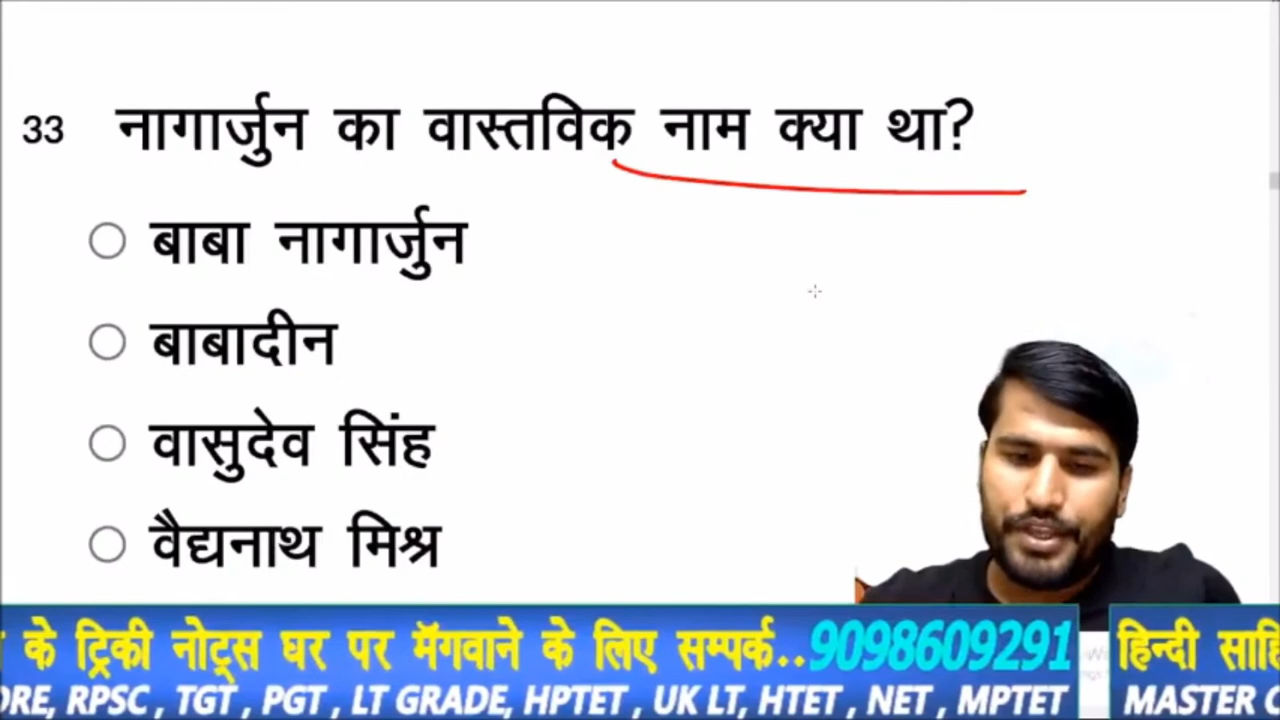 33 नागार्जुन का वास्तविक नाम क्या था?
बाबा नागार्जुन
बाबादीन
वासुदेव सिंह
वैद्यनाथ मिश्र
के ट्रिकी नोट्स घर पर मॅगवाने के लिए सम्पर्क..9098609291 हिन्दी
RPSC , TGT , PGT , LT GRADE, HPTET , UK LT, HTET , NET , MPTET MASTER